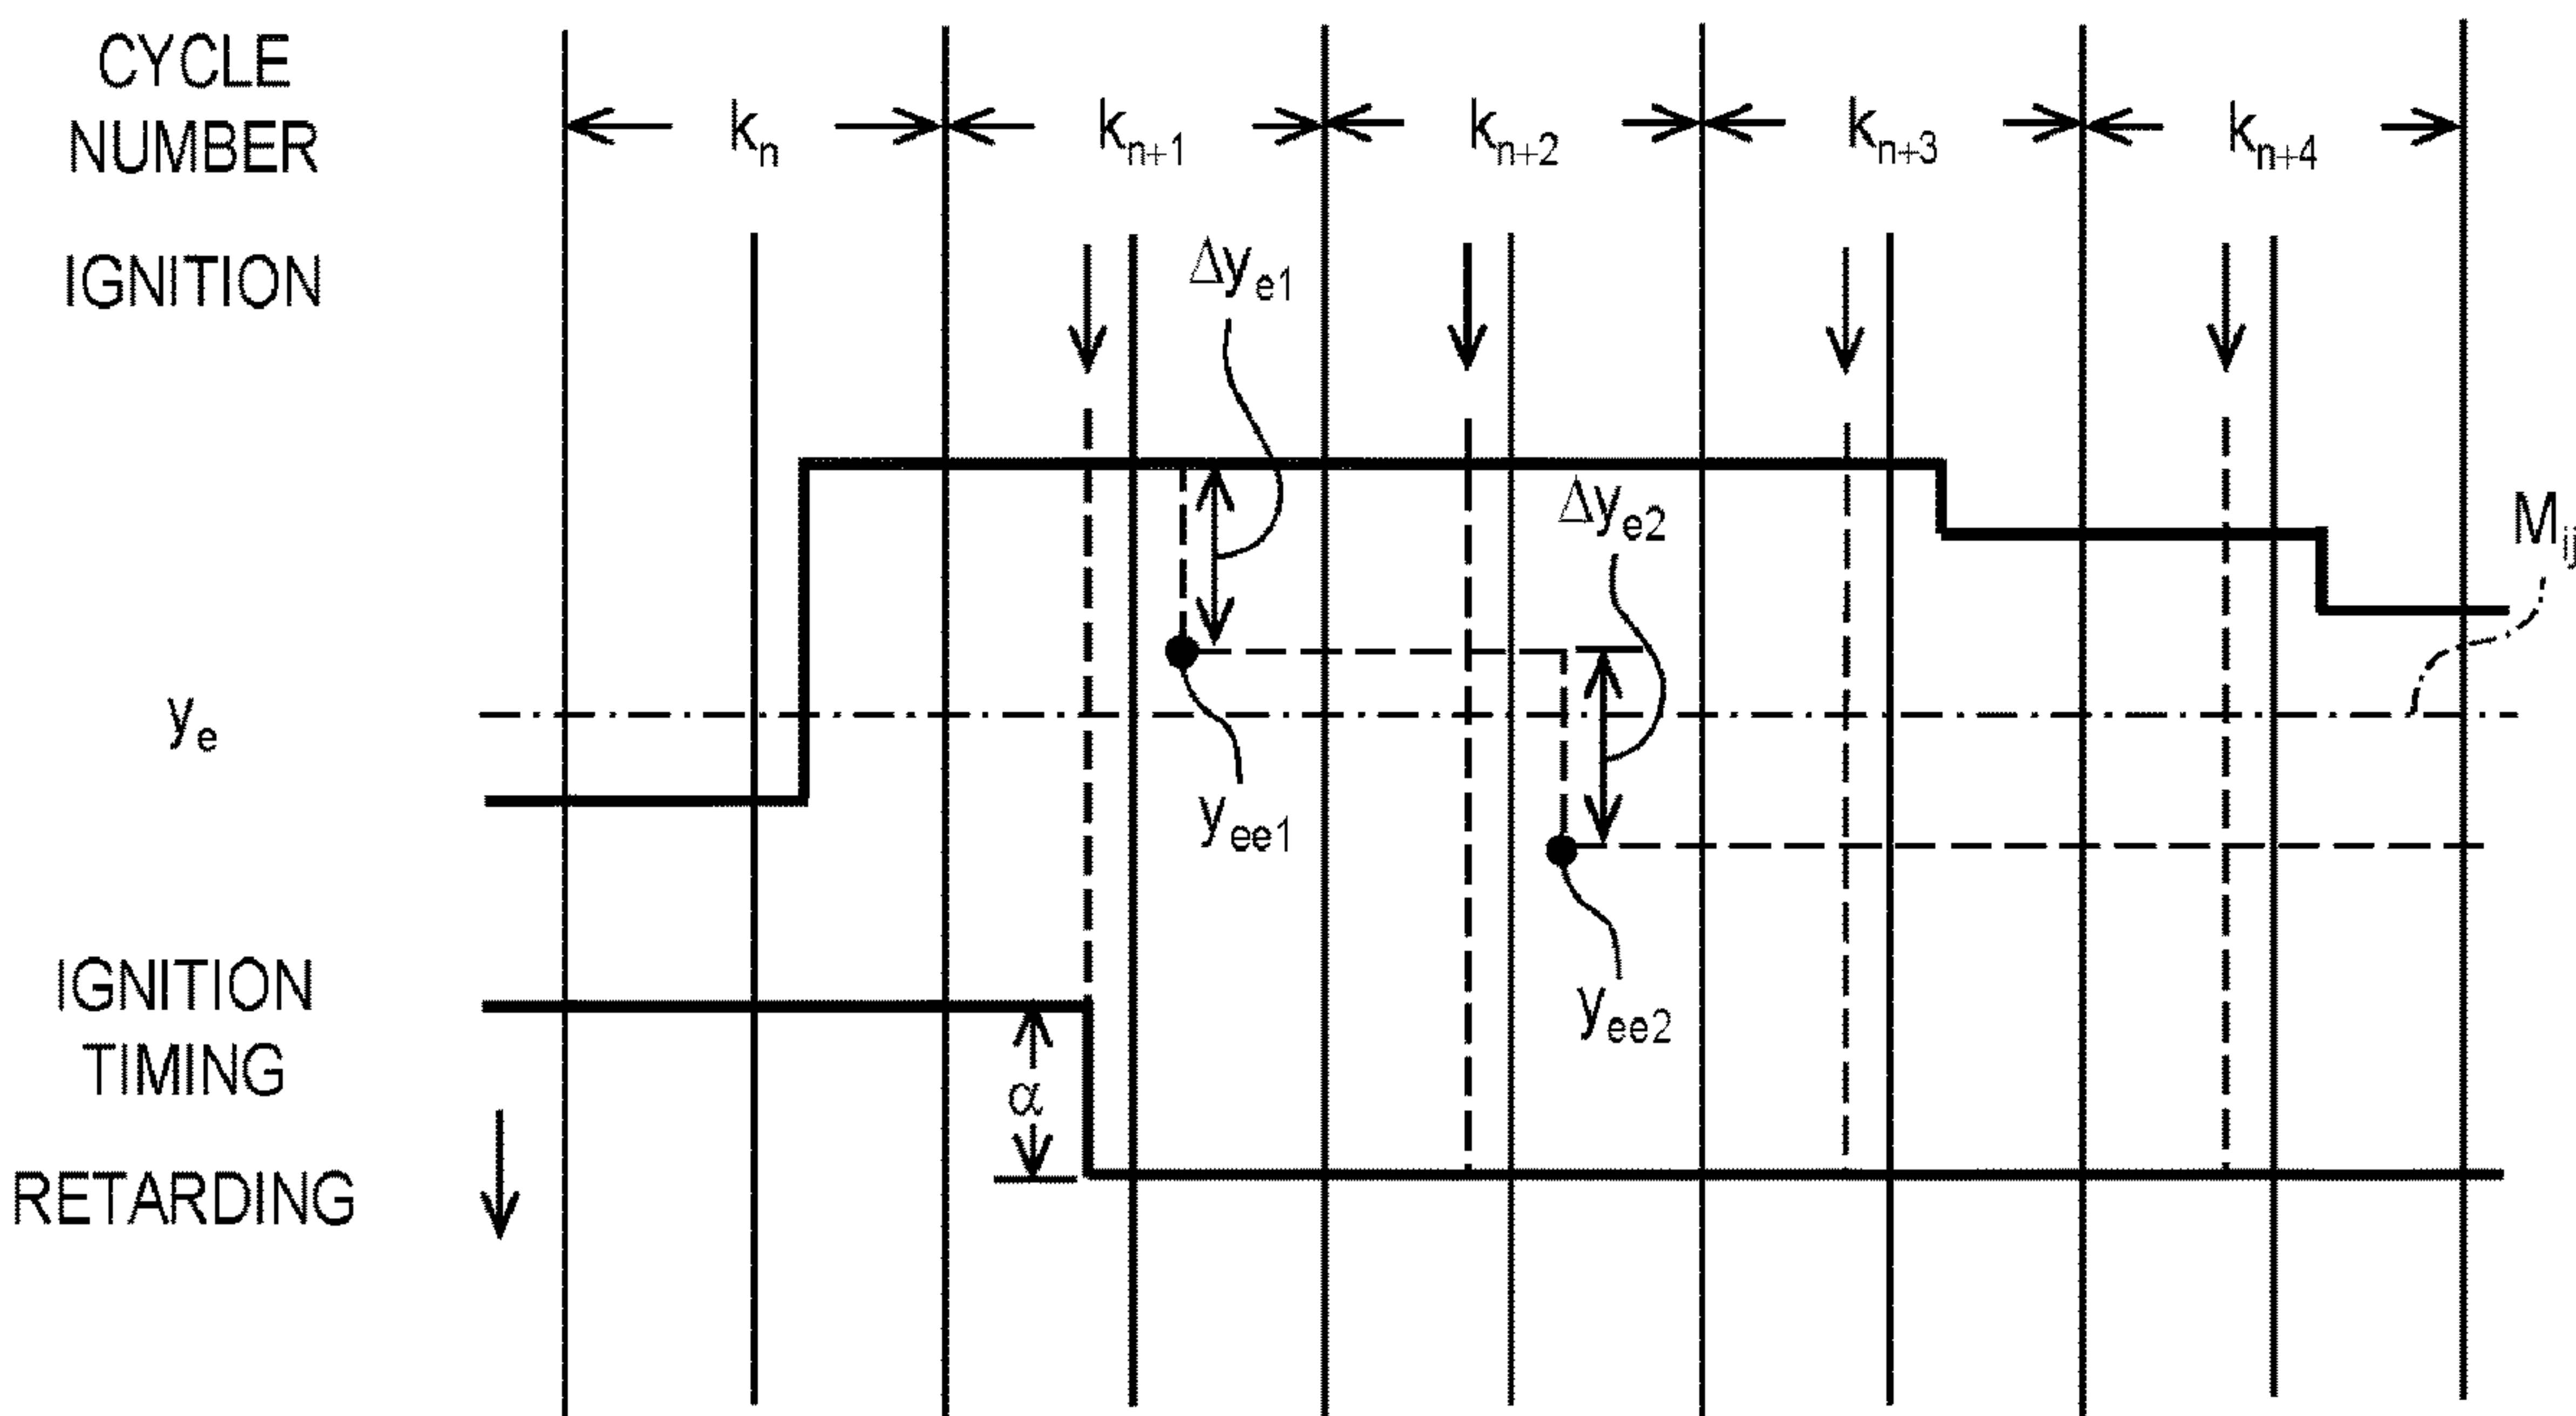 CYCLE
NUMBER
kₙ
kₙ₊₁
kₙ₊₂
kₙ₊₃
kₙ₊₄
IGNITION
Δyₑ₁
Δyₑ₂
Mᵢⱼ
yₑ
yₑₑ₁
yₑₑ₂
IGNITION
TIMING
α
RETARDING